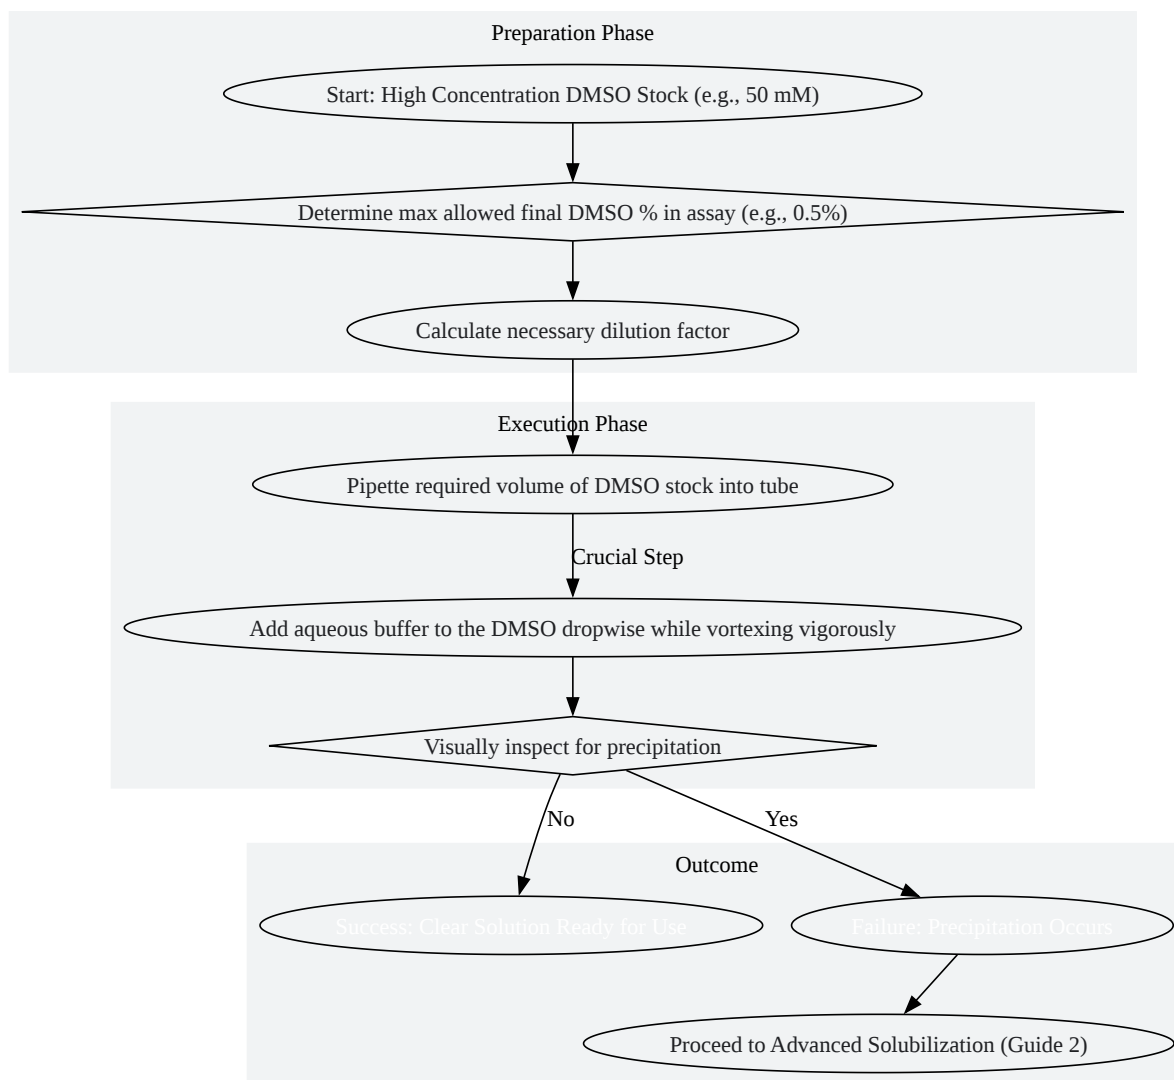 Preparation Phase
Start: High Concentration DMSO Stock (e.g., 50 mM)
Determine max allowed final DMSO % in assay (e.g., 0.5%)
Calculate necessary dilution factor
Execution Phase
Pipette required volume of DMSO stock into tube
Crucial Step
Add aqueous buffer to the DMSO dropwise while vortexing vigorously
Visually inspect for precipitation
No
Yes
Outcome
Success: Clear Solution Ready for Use
Failure: Precipitation Occurs
Proceed to Advanced Solubilization (Guide 2)